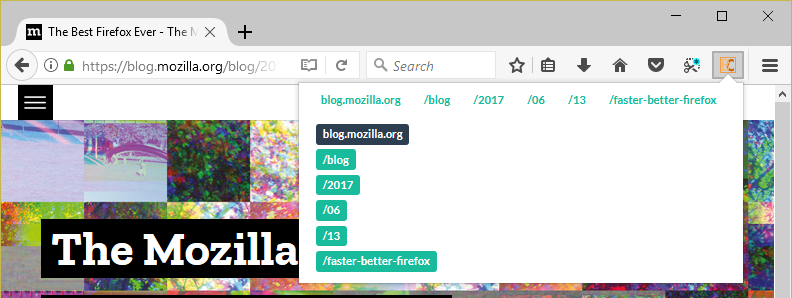 m The Best Firefox Ever - The M
https://blog.mozilla.org/blog/20
Search
C
blog.mozilla.org /blog /2017 /06 /13 /faster-better-firefox
blog.mozilla.org
/blog
/2017
/06
/13
/faster-better-firefox
The Mozilla